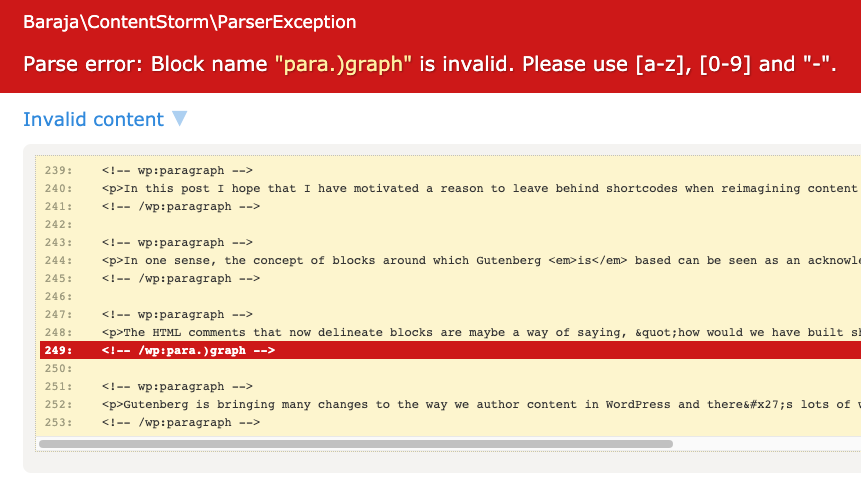 Baraja\ContentStorm\ParserException
Parse error: Block name "para.)graph" is invalid. Please use [a-z], [0-9] and "-".
Invalid content ▼
239: <!-- wp:paragraph -->
240: <p>In this post I hope that I have motivated a reason to leave behind shortcodes when reimagining content
241: <!-- /wp:paragraph -->
242:
243: <!-- wp:paragraph -->
244: <p>In one sense, the concept of blocks around which Gutenberg <em>is</em> based can be seen as an
245: <!-- /wp:paragraph -->
246:
247: <!-- wp:paragraph -->
248: <p>The HTML comments that now delineate blocks are maybe a way of saying, &quot;how would we have built
249: <!-- /wp:para.)graph -->
250:
251: <!-- wp:paragraph -->
252: <p>Gutenberg is bringing many changes to the way we author content in WordPress and there&#x27;s lots of
253: <!-- /wp:paragraph -->